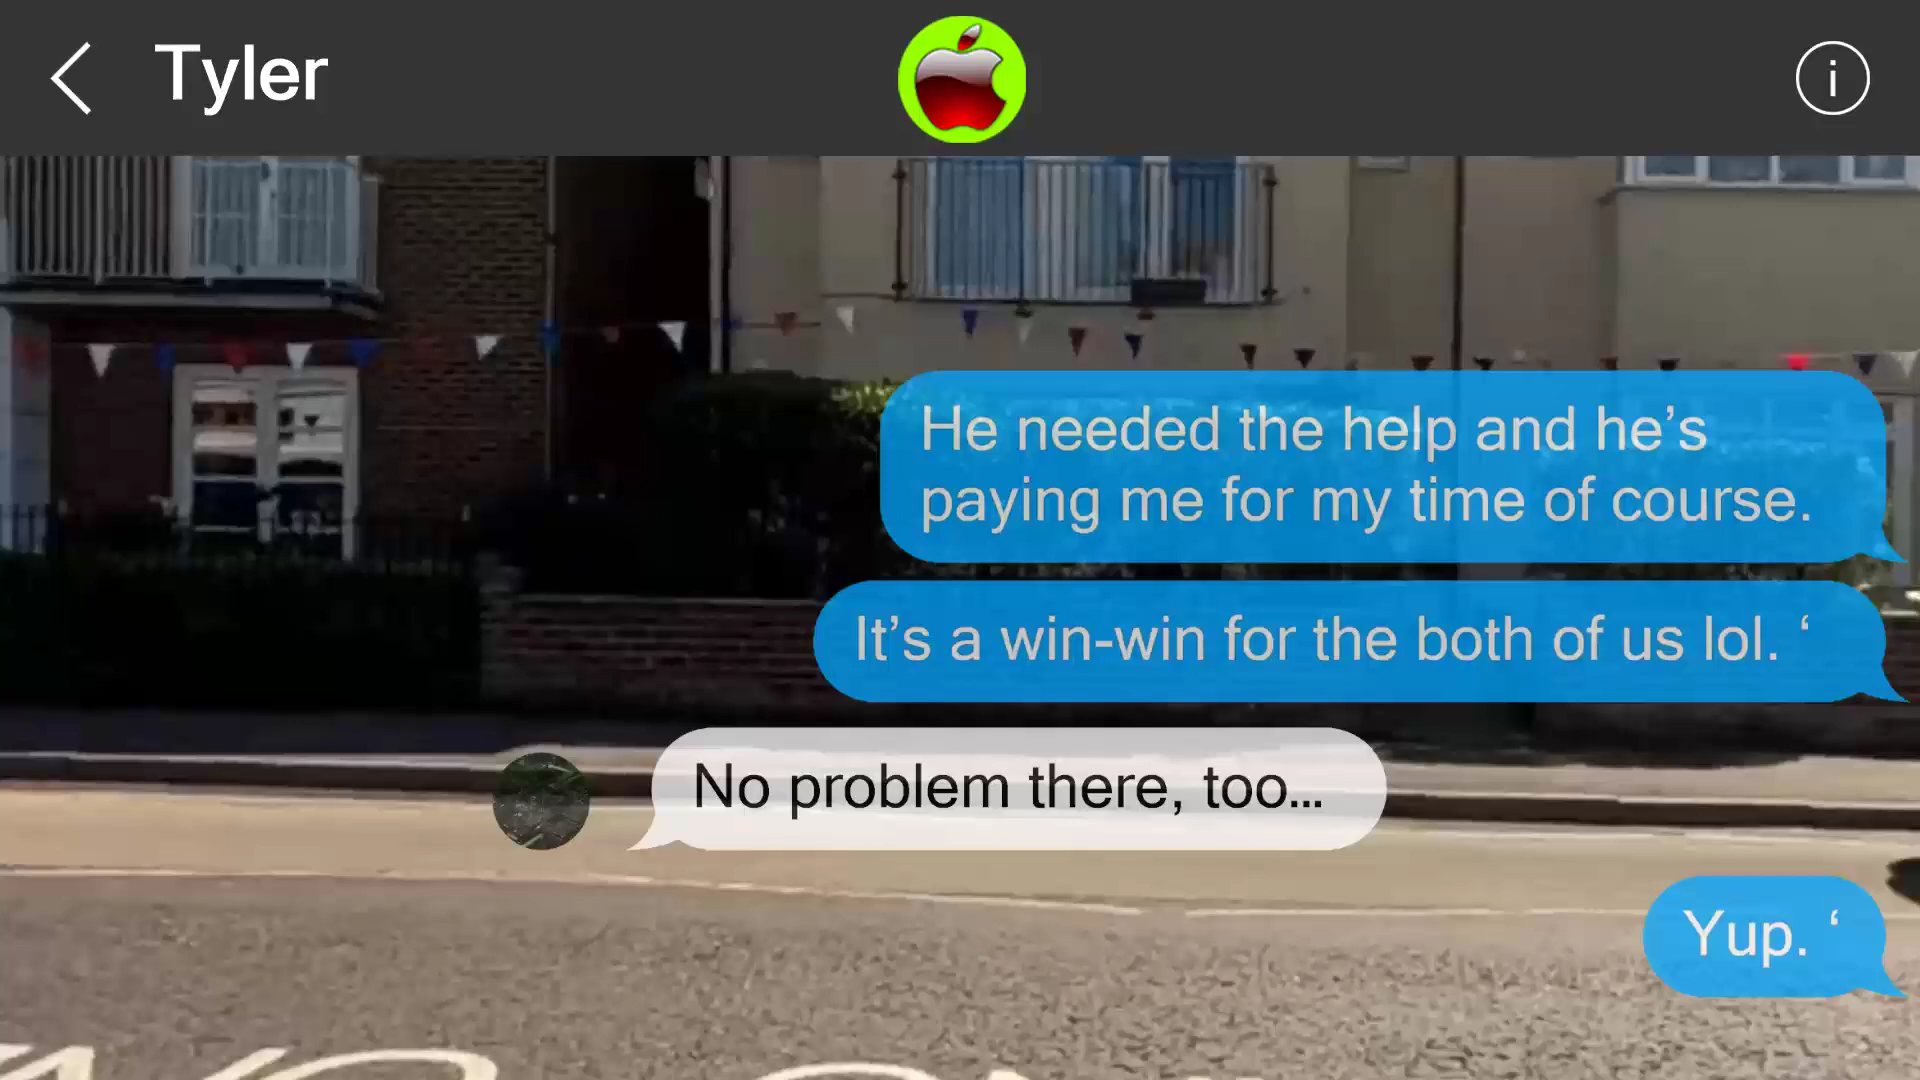 Tyler
i
He needed the help and he’s
paying me for my time of course.
It’s a win-win for the both of us lol. ‘
No problem there, too...
Yup. ‘